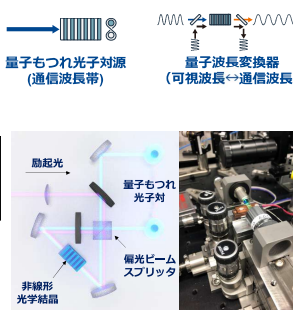 量子もつれ光子対源
(通信波長帯)
量子波長変換器
(可視波長⇔通信波長
励起光
量子もつれ
光子対
偏光ビーム
スプリッタ
非線形
光学結晶